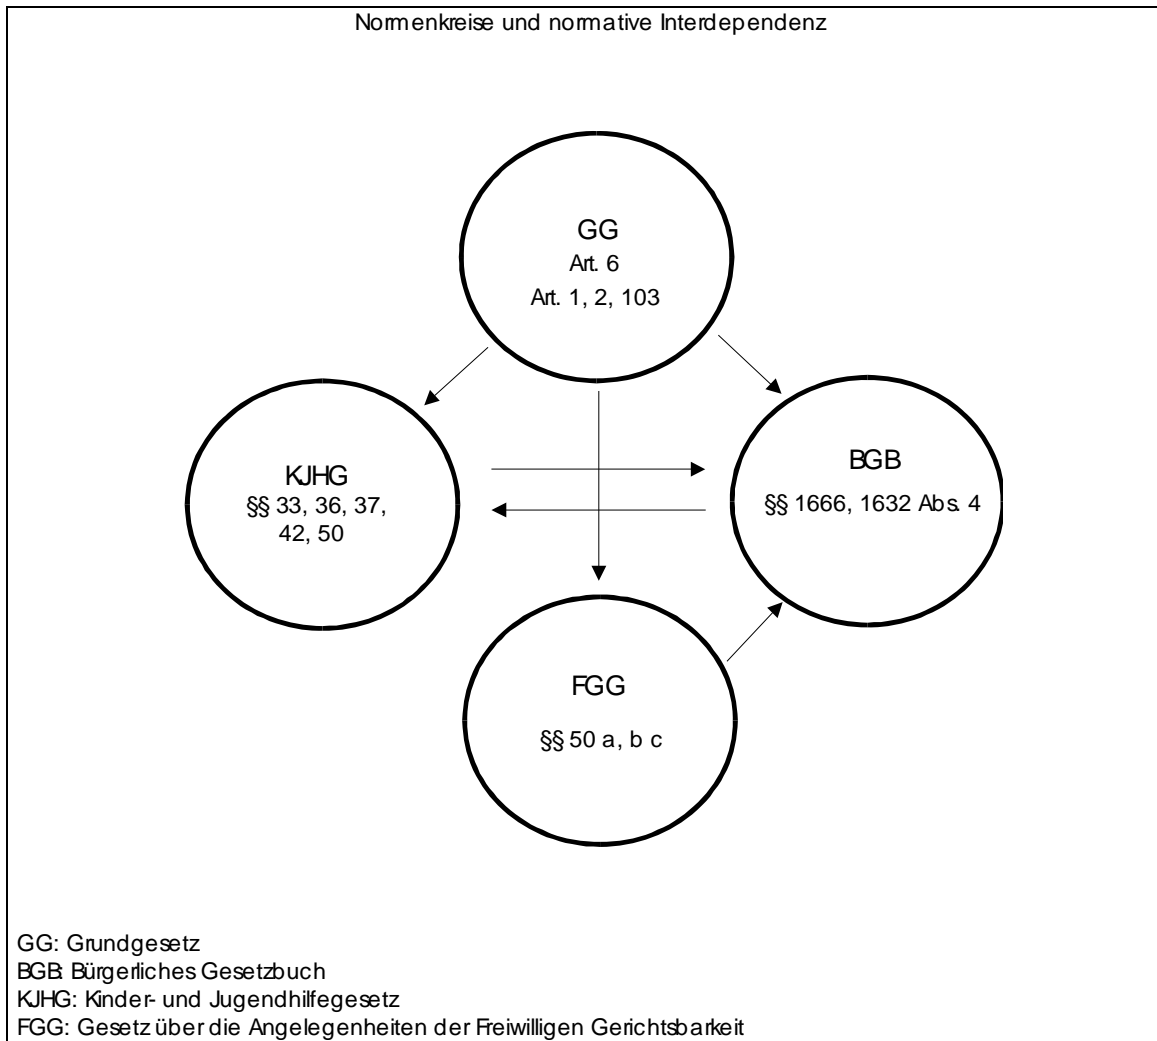 Normenkreise und normative Interdependenz
GG
Art. 6
Art. 1, 2, 103
KJHG
§§ 33, 36, 37,
42, 50
BGB
§§ 1666, 1632 Abs. 4
FGG
§§ 50 a, b c
GG: Grundgesetz
BGB: Bürgerliches Gesetzbuch
KJHG: Kinder- und Jugendhilfegesetz
FGG: Gesetz über die Angelegenheiten der Freiwilligen Gerichtsbarkeit